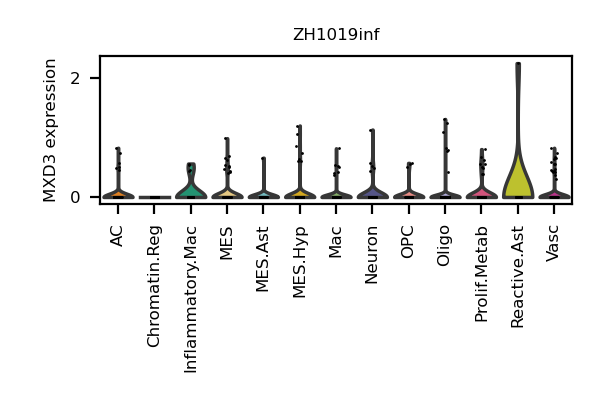 ZH1019inf
MXD3 expression
2
0
AC
Chromatin.Reg
Inflammatory.Mac
MES
MES.Ast
MES.Hyp
Mac
Neuron
OPC
Oligo
Prolif.Metab
Reactive.Ast
Vasc